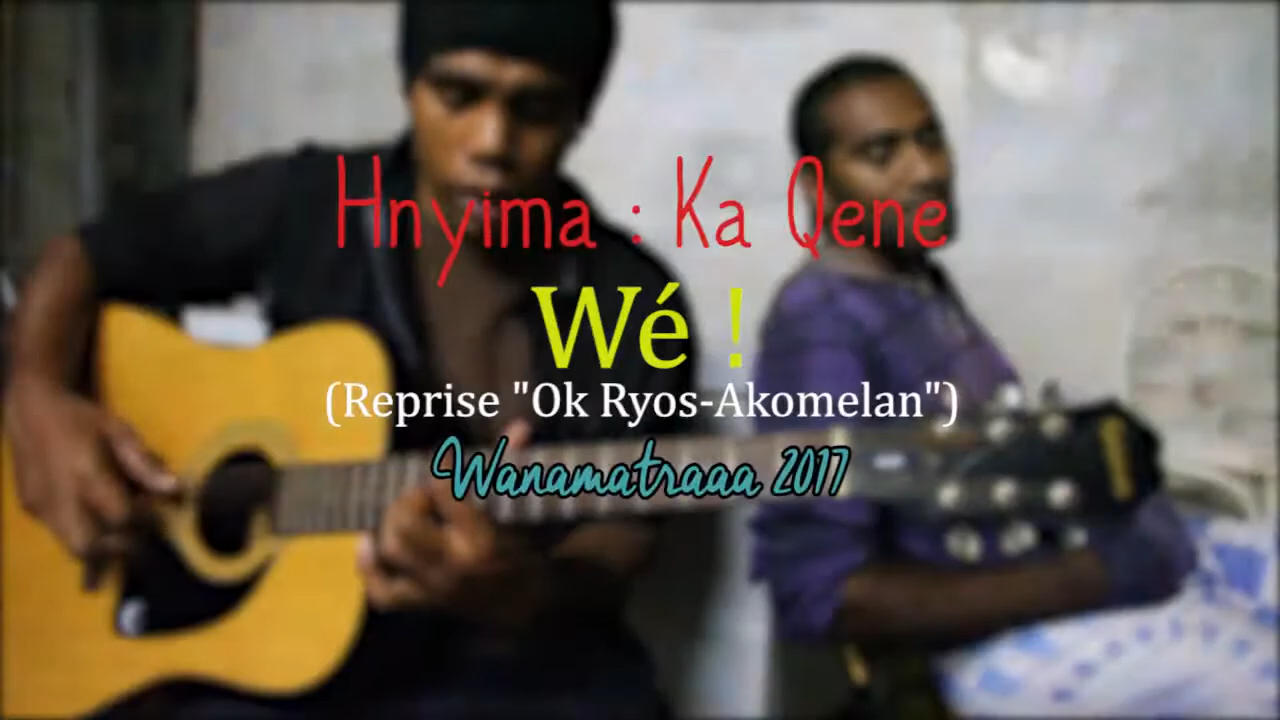 Hnyima : Ka Qene
Wé !
(Reprise "Ok Ryos-Akomelan")
Wanamatraaa 2017